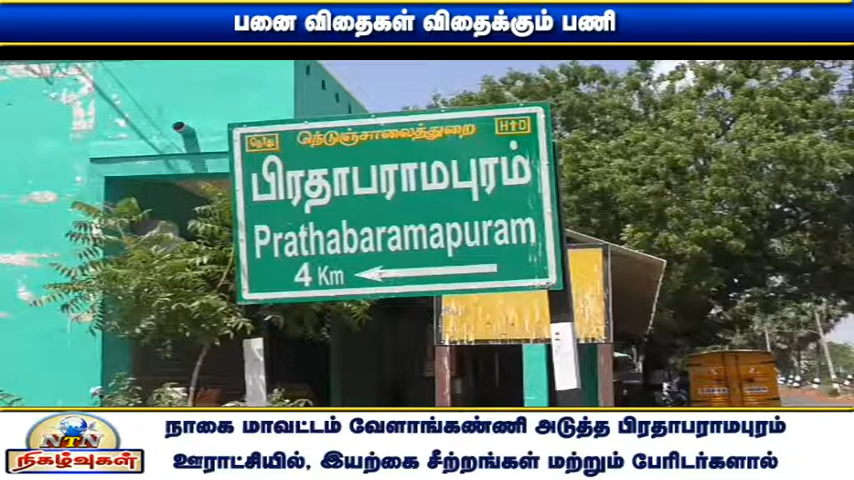 பனை விதைகள் விதைக்கும் பணி
நெடுஞ்சாலைத்துறை
HD
பிரதாபராமபுரம்
Prathabaramapuram
4 Km
NTN
நிகழ்வுகள்
நாகை மாவட்டம் வேளாங்கண்ணி அடுத்த பிரதாபராமபுரம்
ஊராட்சியில், இயற்கை சீற்றங்கள் மற்றும் பேரிடர்களால்